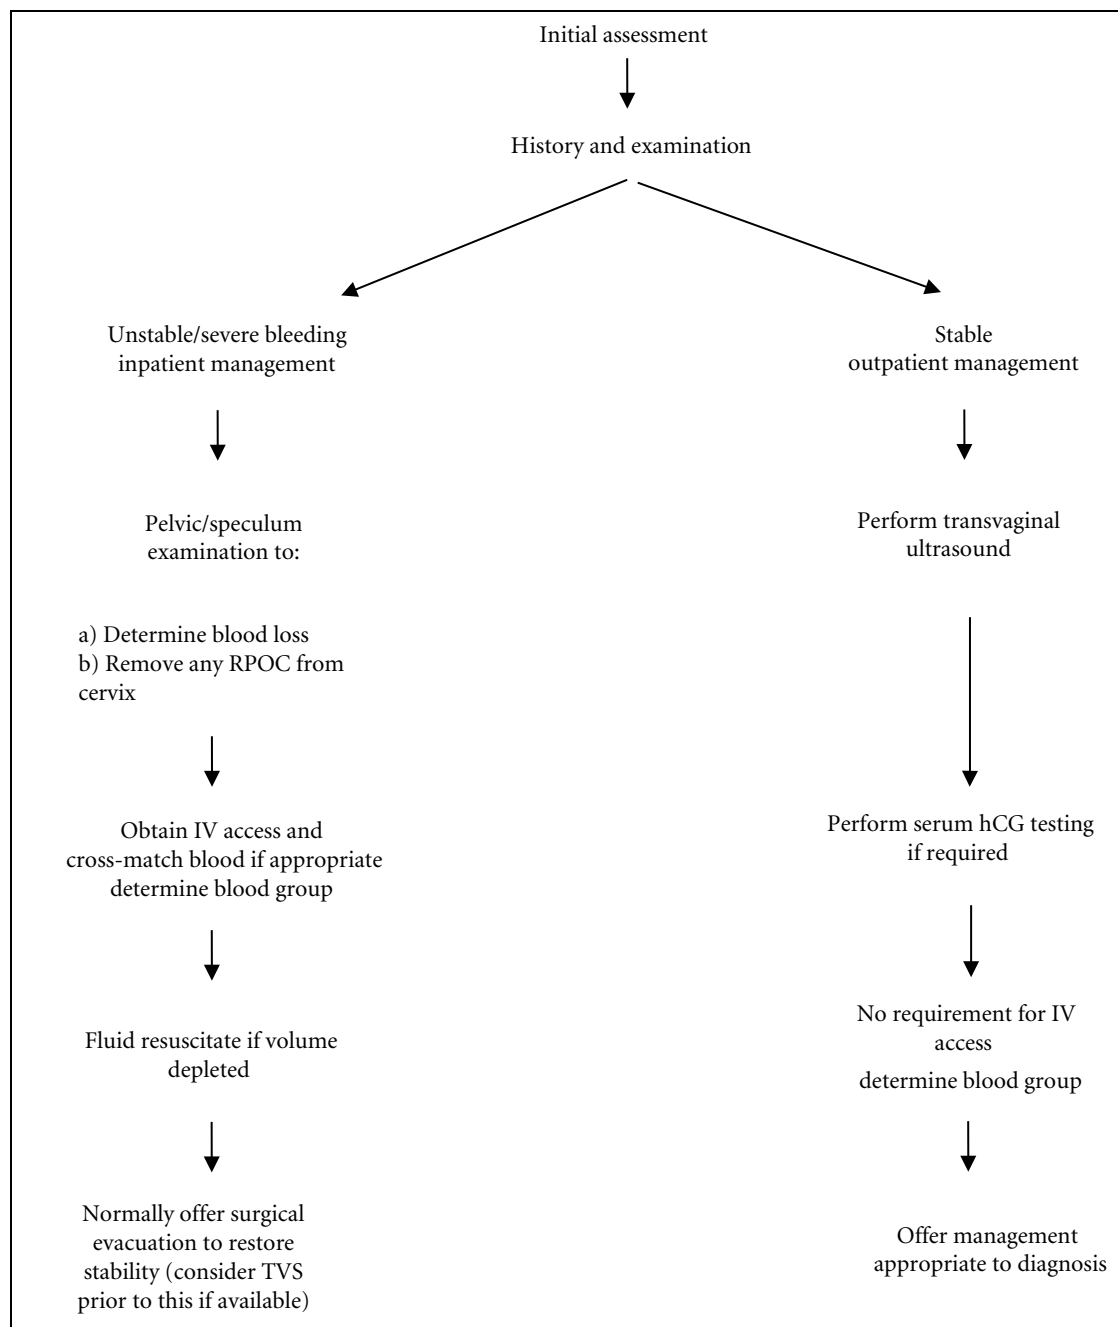 Initial assessment
History and examination
Unstable/severe bleeding
inpatient management
Stable
outpatient management
Pelvic/speculum
examination to:
Perform transvaginal
ultrasound
a) Determine blood loss
b) Remove any RPOC from
cervix
Obtain IV access and
cross-match blood if appropriate
determine blood group
Perform serum hCG testing
if required
Fluid resuscitate if volume
depleted
No requirement for IV
access
determine blood group
Normally offer surgical
evacuation to restore
stability (consider TVS
prior to this if available)
Offer management
appropriate to diagnosis